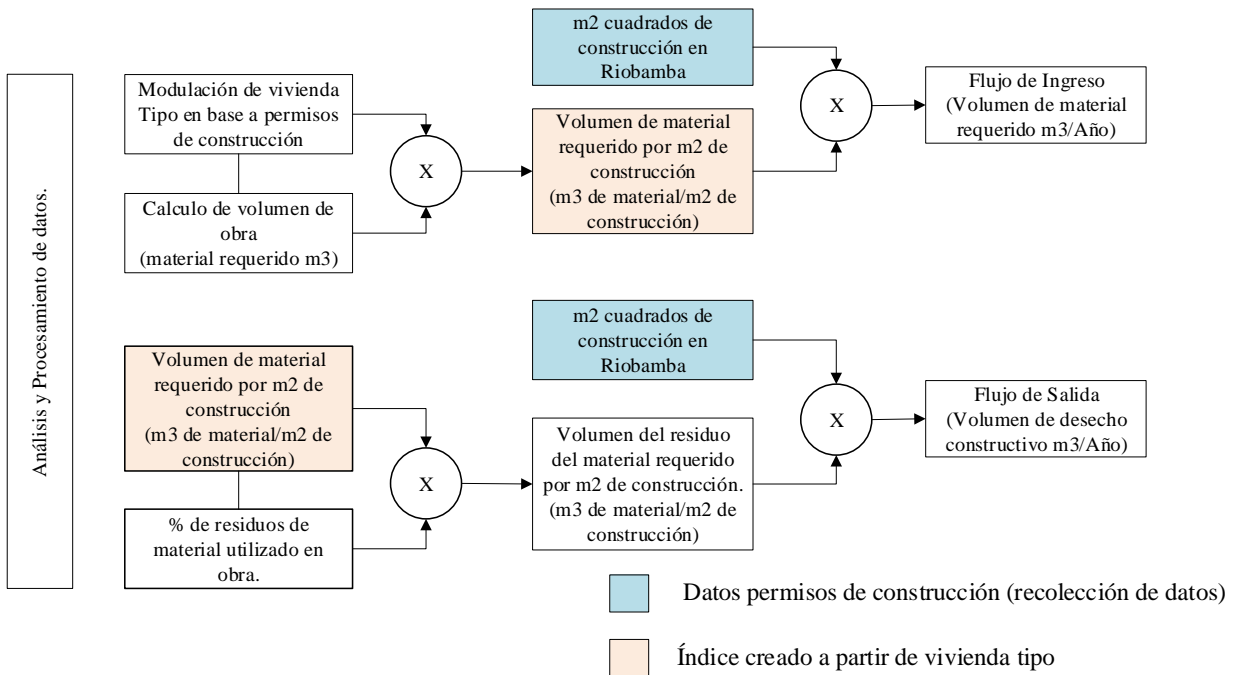 Análisis y Procesamiento de datos.
Modulación de vivienda
Tipo en base a permisos
de construcción
Calculo de volumen de
obra
(material requerido m3)
X
m2 cuadrados de
construcción en
Riobamba
Volumen de material
requerido por m2 de
construcción
(m3 de material/m2 de
construcción)
X
Flujo de Ingreso
(Volumen de material
requerido m3/Año)
Volumen de material
requerido por m2 de
construcción
(m3 de material/m2 de
construcción)
% de residuos de
material utilizado en
obra.
X
m2 cuadrados de
construcción en
Riobamba
Volumen del residuo
del material requerido
por m2 de construcción.
(m3 de material/m2 de
construcción)
X
Flujo de Salida
(Volumen de desecho
constructivo m3/Año)
Datos permisos de construcción (recolección de datos)
Índice creado a partir de vivienda tipo